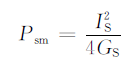 P_sm = I_S^2 / 4G_S